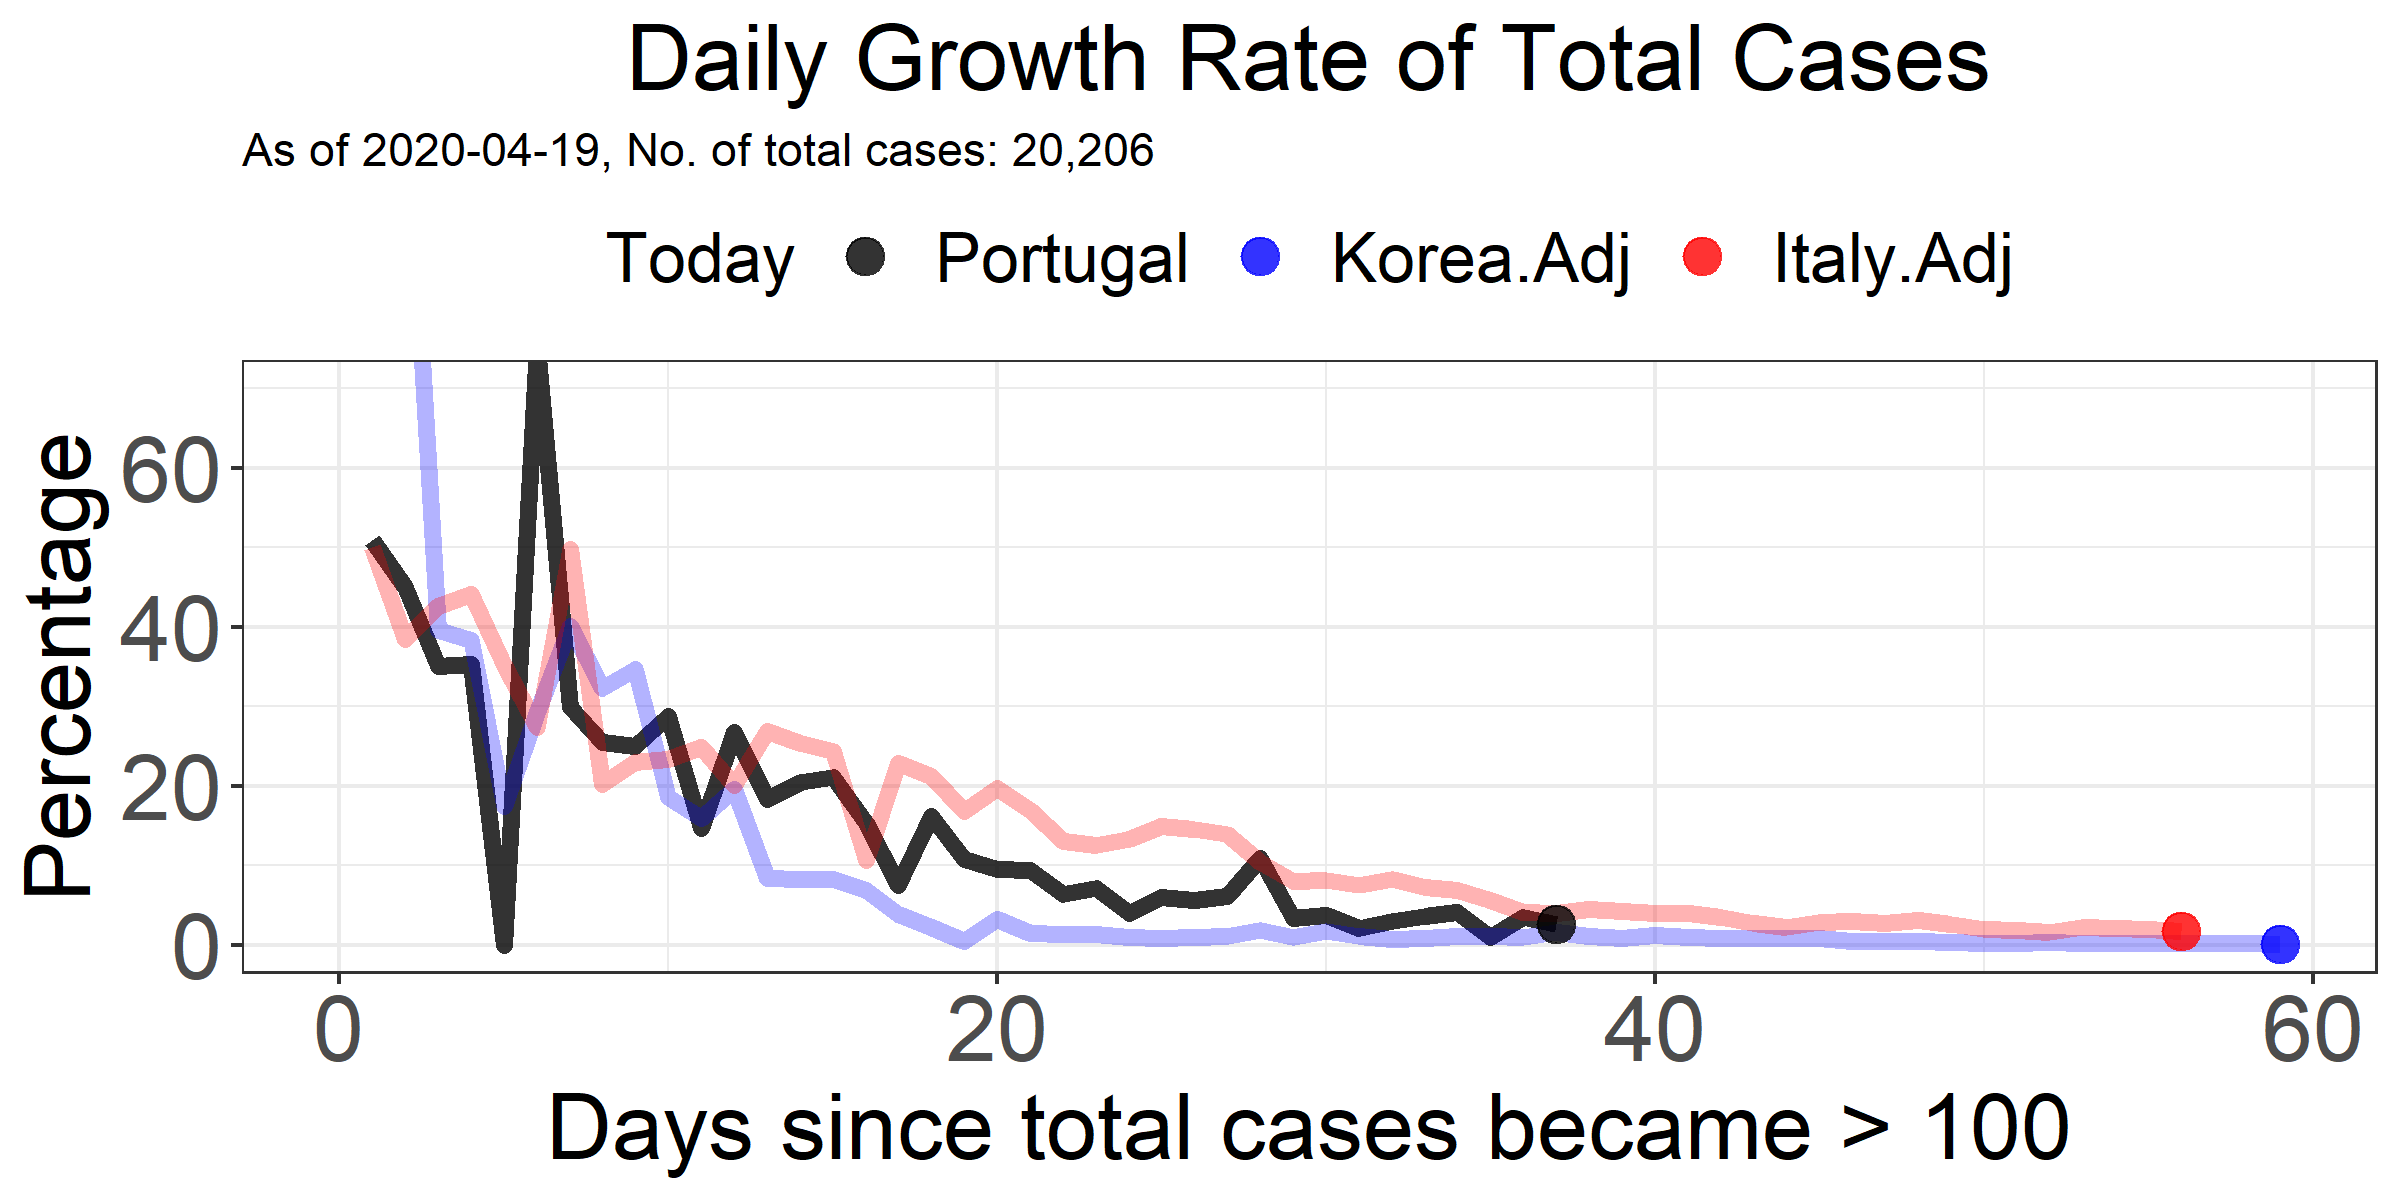 Daily Growth Rate of Total Cases
As of 2020-04-19, No. of total cases: 20,206
Today Portugal Korea.Adj Italy.Adj
Percentage
60
40
20
0
0 20 40 60
Days since total cases became > 100